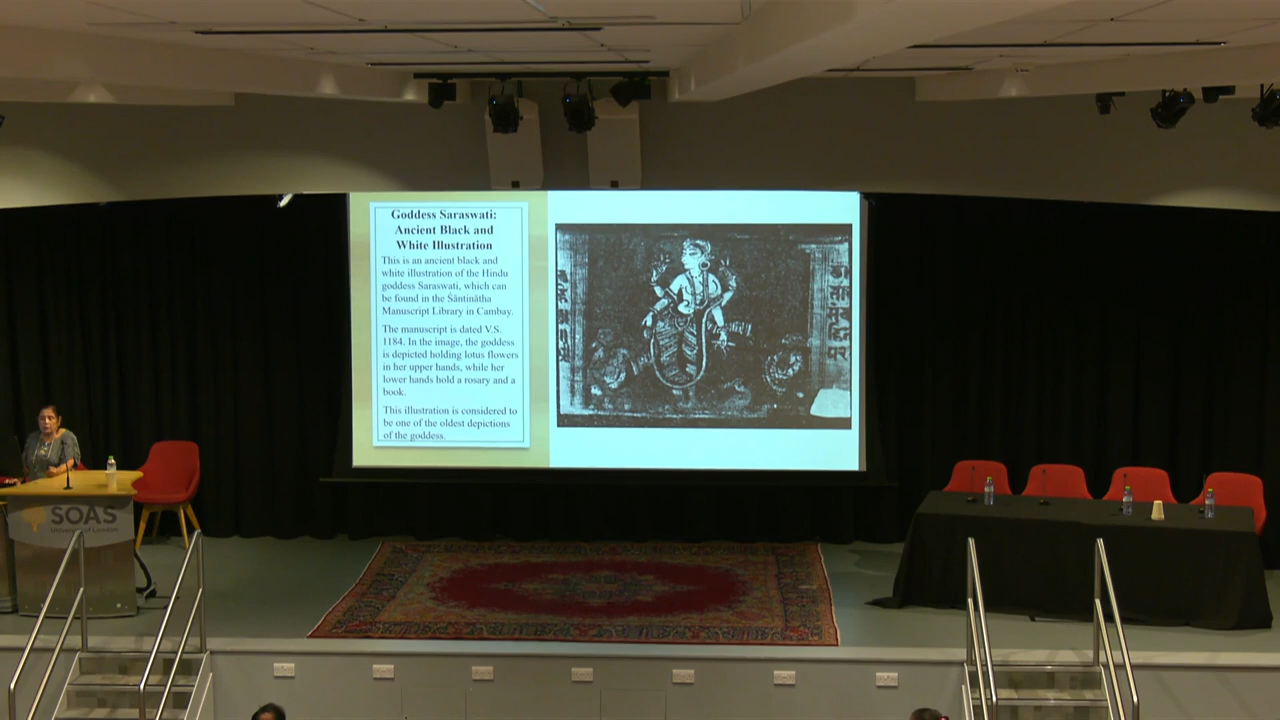 Goddess Saraswati:
Ancient Black and
White Illustration
This is an ancient black and
white illustration of the Hindu
goddess Saraswati, which can
be found in the Śāntinātha
Manuscript Library in Cambay.
The manuscript is dated V.S.
1184. In the image, the goddess
is depicted holding lotus flowers
in her upper hands, while her
lower hands hold a rosary and a
book.
This illustration is considered to
be one of the oldest depictions
of the goddess.
SOAS
University of London